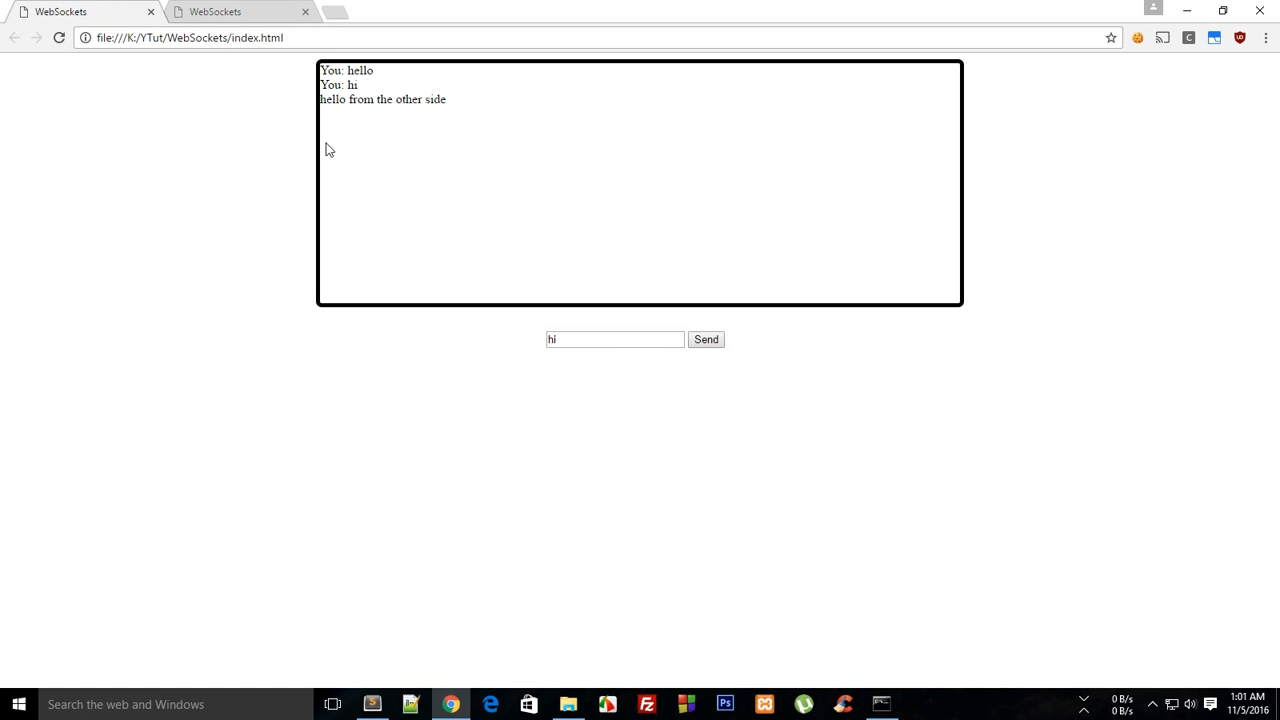 WebSockets
WebSockets
file:///K:/YTut/WebSockets/index.html
You: hello
You: hi
hello from the other side
hi
Send
Search the web and Windows
0 B/s
0 B/s
1:01 AM
11/5/2016